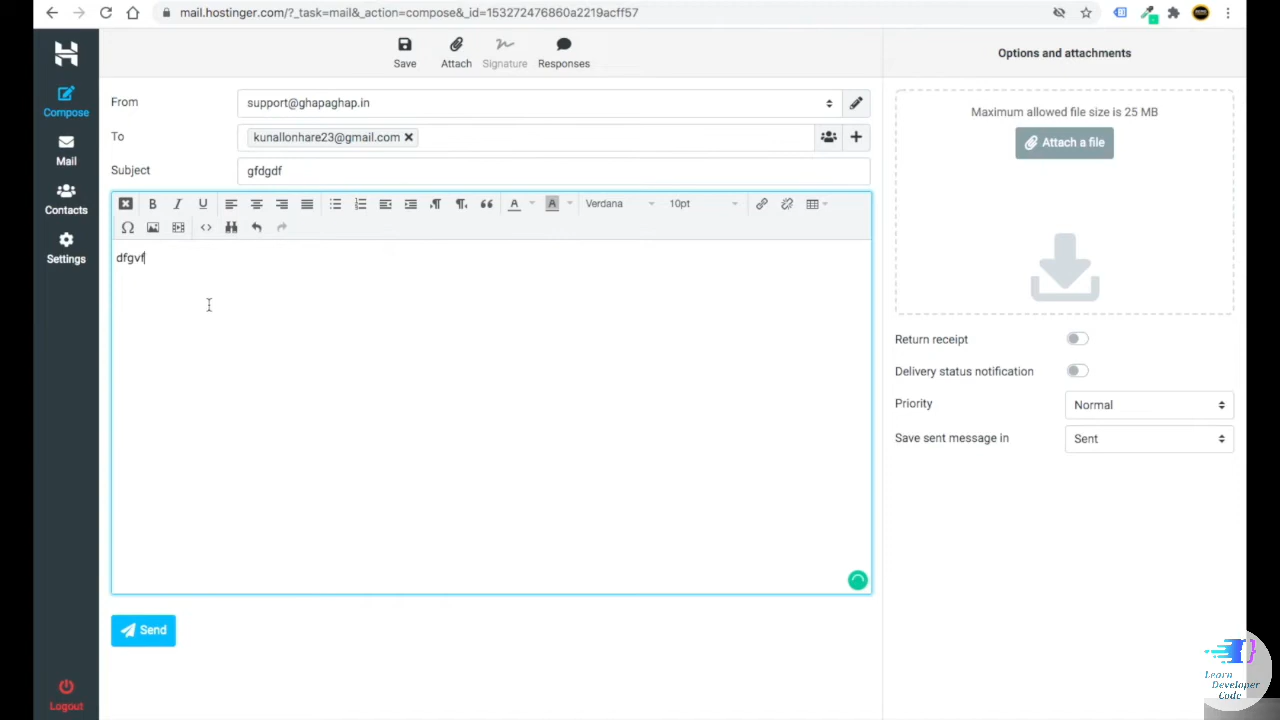 mail.hostinger.com/?_task=mail&_action=compose&_id=153272476860a2219acff57
Save
Attach
Signature
Responses
Options and attachments
Compose
Mail
Contacts
Settings
Logout
From
support@ghapaghap.in
To
kunallonhare23@gmail.com
Subject
gfdgdf
Verdana
10pt
dfgvf
Send
Maximum allowed file size is 25 MB
Attach a file
Return receipt
Delivery status notification
Priority
Normal
Save sent message in
Sent
Learn
Developer
Code